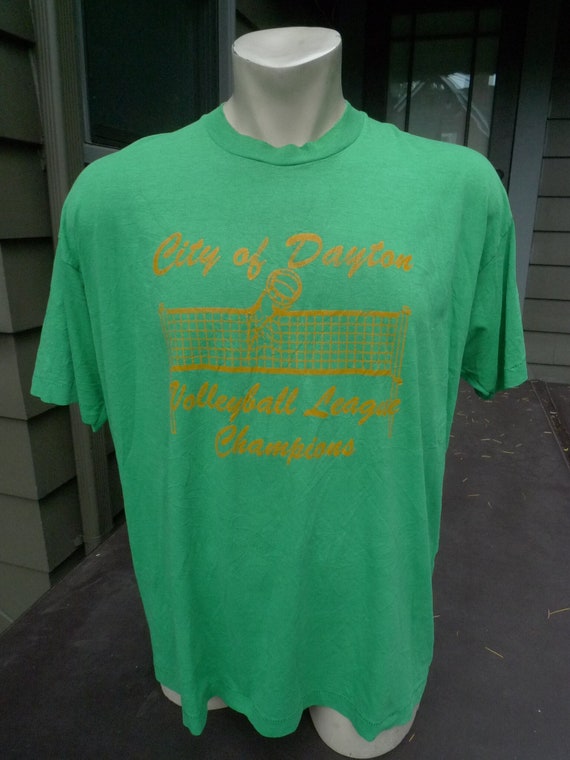 City of Dayton
Volleyball League
Champions